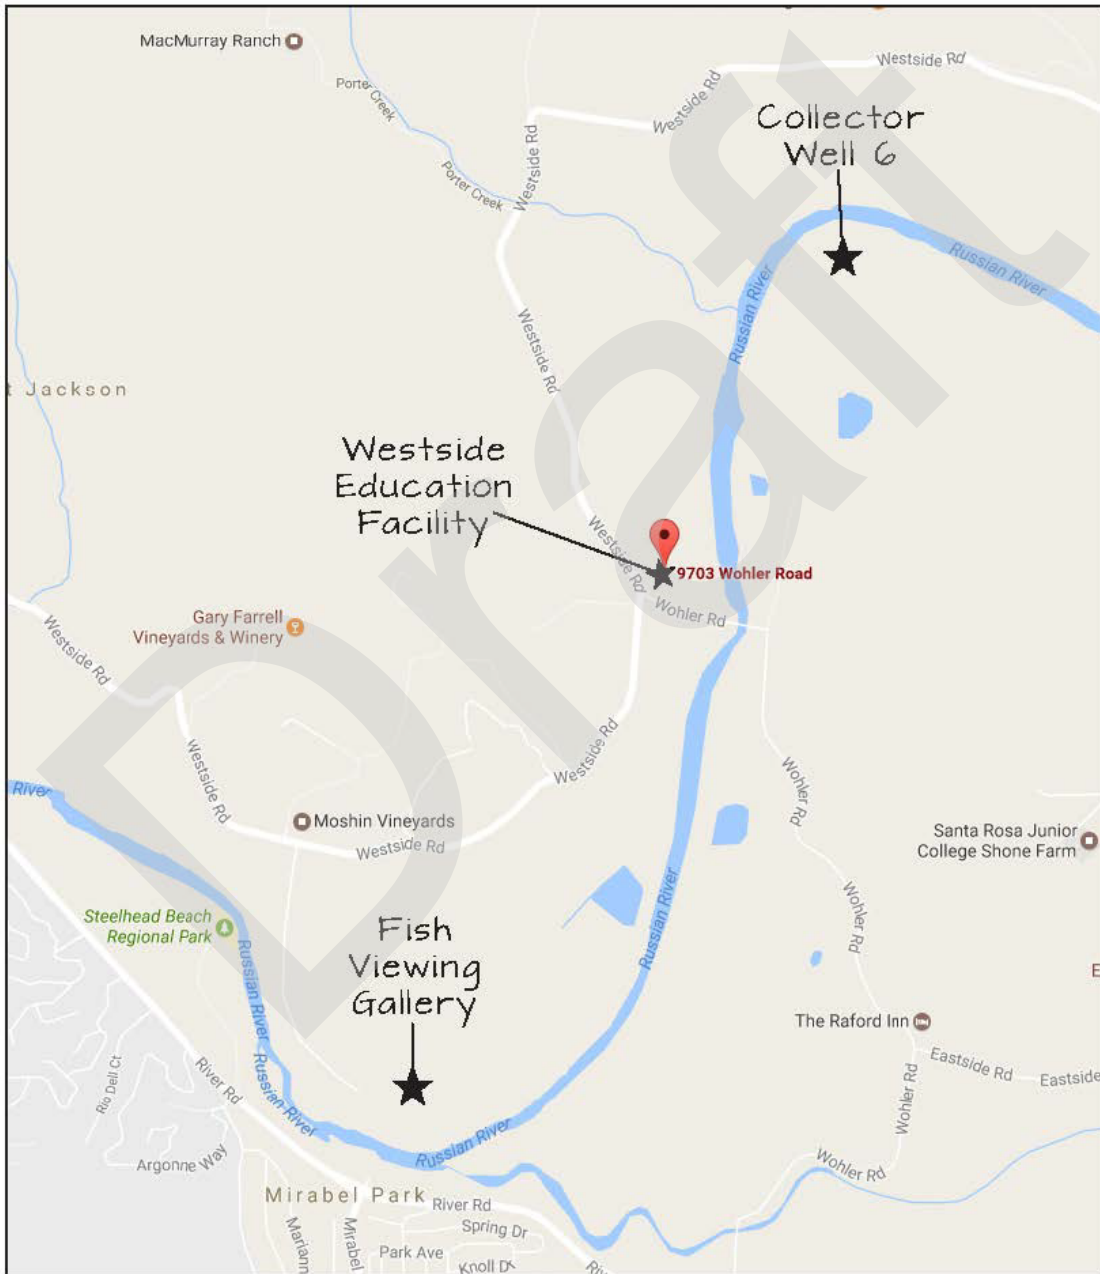 MacMurray Ranch
Porter Creek
Westside Rd
Westside Rd
Westside Rd
Collector
Well 6
Porter Creek
Russian River
Russian River
Westside Rd
t Jackson
Westside
Education
Facility
Westside Rd
9703 Wohler Road
Wohler Rd
Gary Farrell
Vineyards & Winery
Westside Rd
Westside Rd
Westside Rd
Wohler Rd
River
Moshin Vineyards
Westside Rd
Santa Rosa Junior
College Shone Farm
Steelhead Beach
Regional Park
Fish
Viewing
Gallery
Russian River
Russian River
Wohler Rd
E
The Raford Inn
Eastside Rd
Eastside
River Rd
Rio Dell Ct
Russian River
Wohler Rd
Russian River
Argonne Way
Wohler Rd
Mirabel Park
River Rd
Spring Dr
Mariann
Mirabel
Park Ave
Knoll D
Riv
Draft